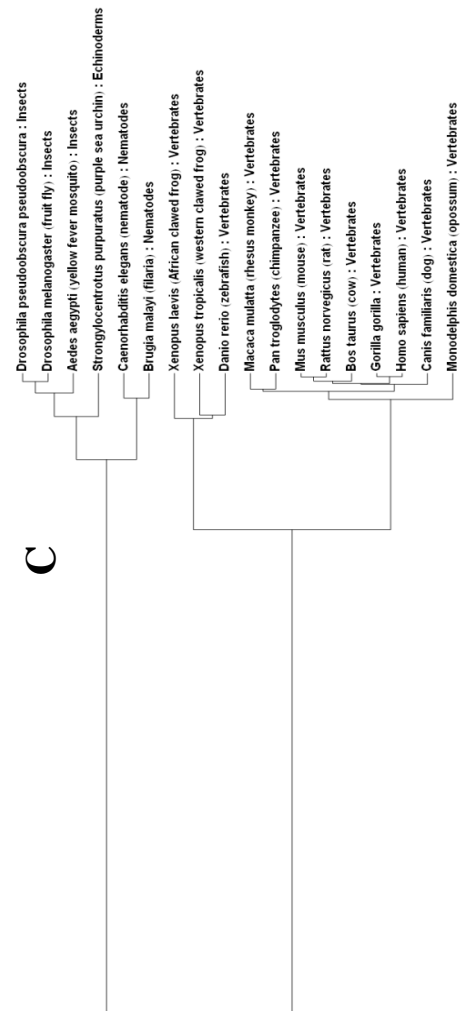 C
Drosophila pseudoobscura pseudoobscura : Insects
Drosophila melanogaster (fruit fly) : Insects
Aedes aegypti (yellow fever mosquito) : Insects
Strongylocentrotus purpuratus (purple sea urchin) : Echinoderms
Caenorhabditis elegans (nematode) : Nematodes
Brugia malayi (filaria) : Nematodes
Xenopus laevis (African clawed frog) : Vertebrates
Xenopus tropicalis (western clawed frog) : Vertebrates
Danio rerio (zebrafish) : Vertebrates
Macaca mulatta (rhesus monkey) : Vertebrates
Pan troglodytes (chimpanzee) : Vertebrates
Mus musculus (mouse) : Vertebrates
Rattus norvegicus (rat) : Vertebrates
Bos taurus (cow) : Vertebrates
Gorilla gorilla : Vertebrates
Homo sapiens (human) : Vertebrates
Canis familiaris (dog) : Vertebrates
Monodelphis domestica (opossum) : Vertebrates